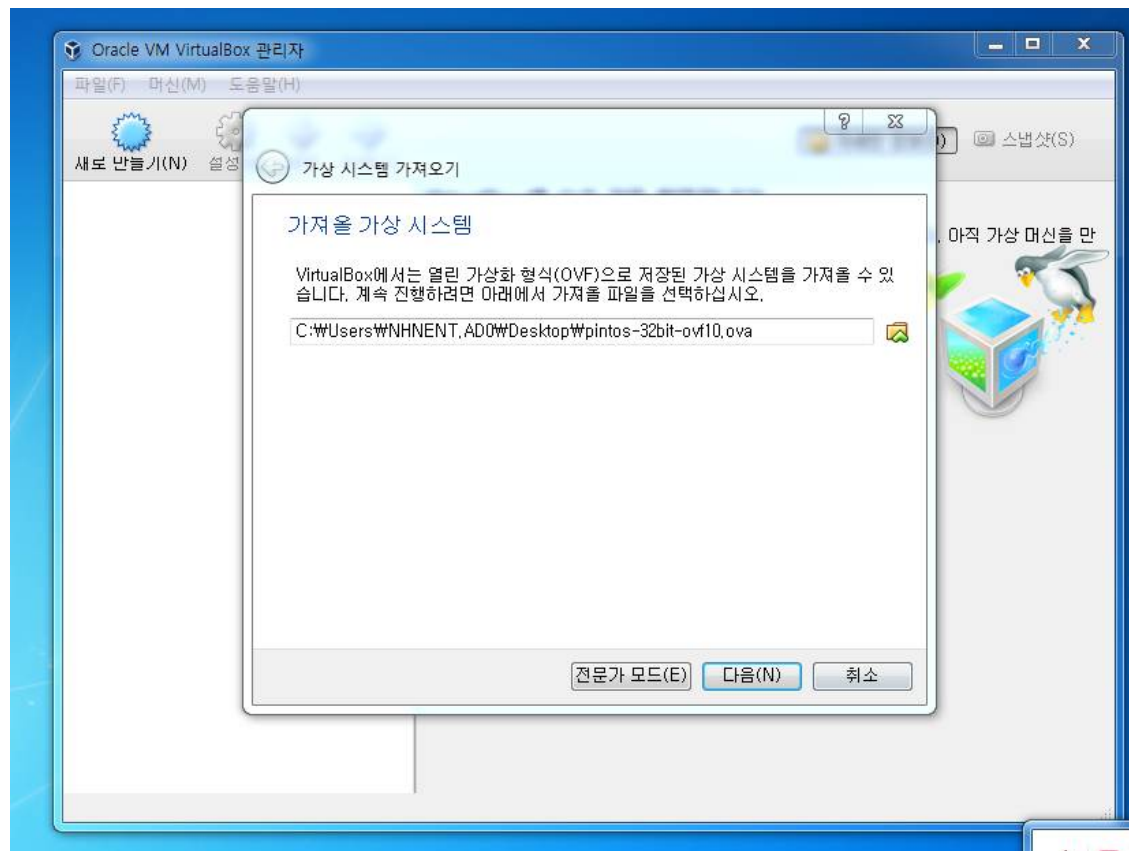 Oracle VM VirtualBox 관리자
파일(F) 머신(M) 도움말(H)
새로 만들기(N) 설정
스냅샷(S)
가상 시스템 가져오기
가져올 가상 시스템
. 아직 가상 머신을 만
VirtualBox에서는 열린 가상화 형식(OVF)으로 저장된 가상 시스템을 가져올 수 있
습니다. 계속 진행하려면 아래에서 가져올 파일을 선택하십시오.
C:₩Users₩NHNENT.AD0₩Desktop₩pintos-32bit-ovf10.ova
전문가 모드(E) 다음(N) 취소